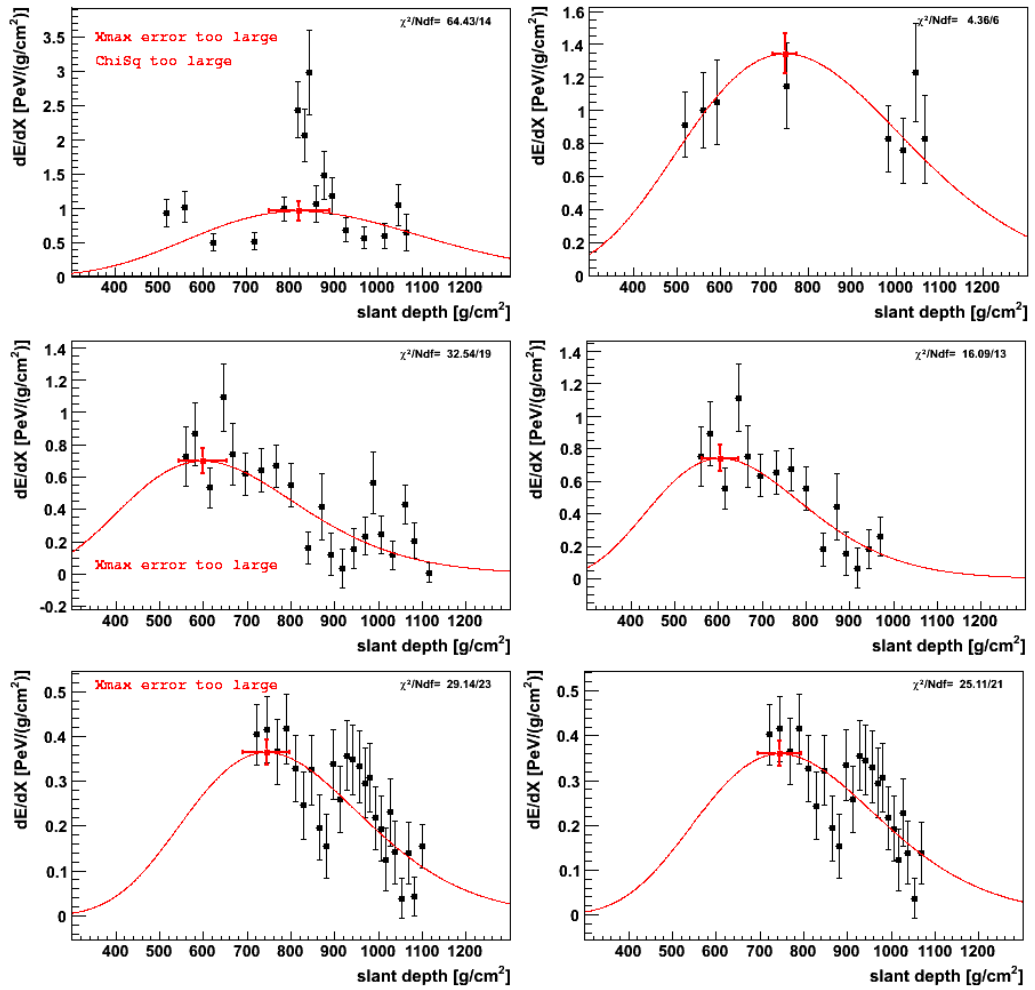 dE/dX [PeV/(g/cm²)]
3.5
3
2.5
2
1.5
1
0.5
0
Xmax error too large
ChiSq too large
χ²/Ndf= 64.43/14
400 500 600 700 800 900 1000 1100 1200
slant depth [g/cm²]
dE/dX [PeV/(g/cm²)]
1.6
1.4
1.2
1
0.8
0.6
0.4
0.2
0
χ²/Ndf= 4.36/6
400 500 600 700 800 900 1000 1100 1200
slant depth [g/cm²]
dE/dX [PeV/(g/cm²)]
1.4
1.2
1
0.8
0.6
0.4
0.2
0
-0.2
χ²/Ndf= 32.54/19
Xmax error too large
400 500 600 700 800 900 1000 1100 1200
slant depth [g/cm²]
dE/dX [PeV/(g/cm²)]
1.4
1.2
1
0.8
0.6
0.4
0.2
0
χ²/Ndf= 16.09/13
400 500 600 700 800 900 1000 1100 1200
slant depth [g/cm²]
dE/dX [PeV/(g/cm²)]
0.5
0.4
0.3
0.2
0.1
0
Xmax error too large
χ²/Ndf= 29.14/23
400 500 600 700 800 900 1000 1100 1200
slant depth [g/cm²]
dE/dX [PeV/(g/cm²)]
0.5
0.4
0.3
0.2
0.1
0
χ²/Ndf= 25.11/21
400 500 600 700 800 900 1000 1100 1200
slant depth [g/cm²]